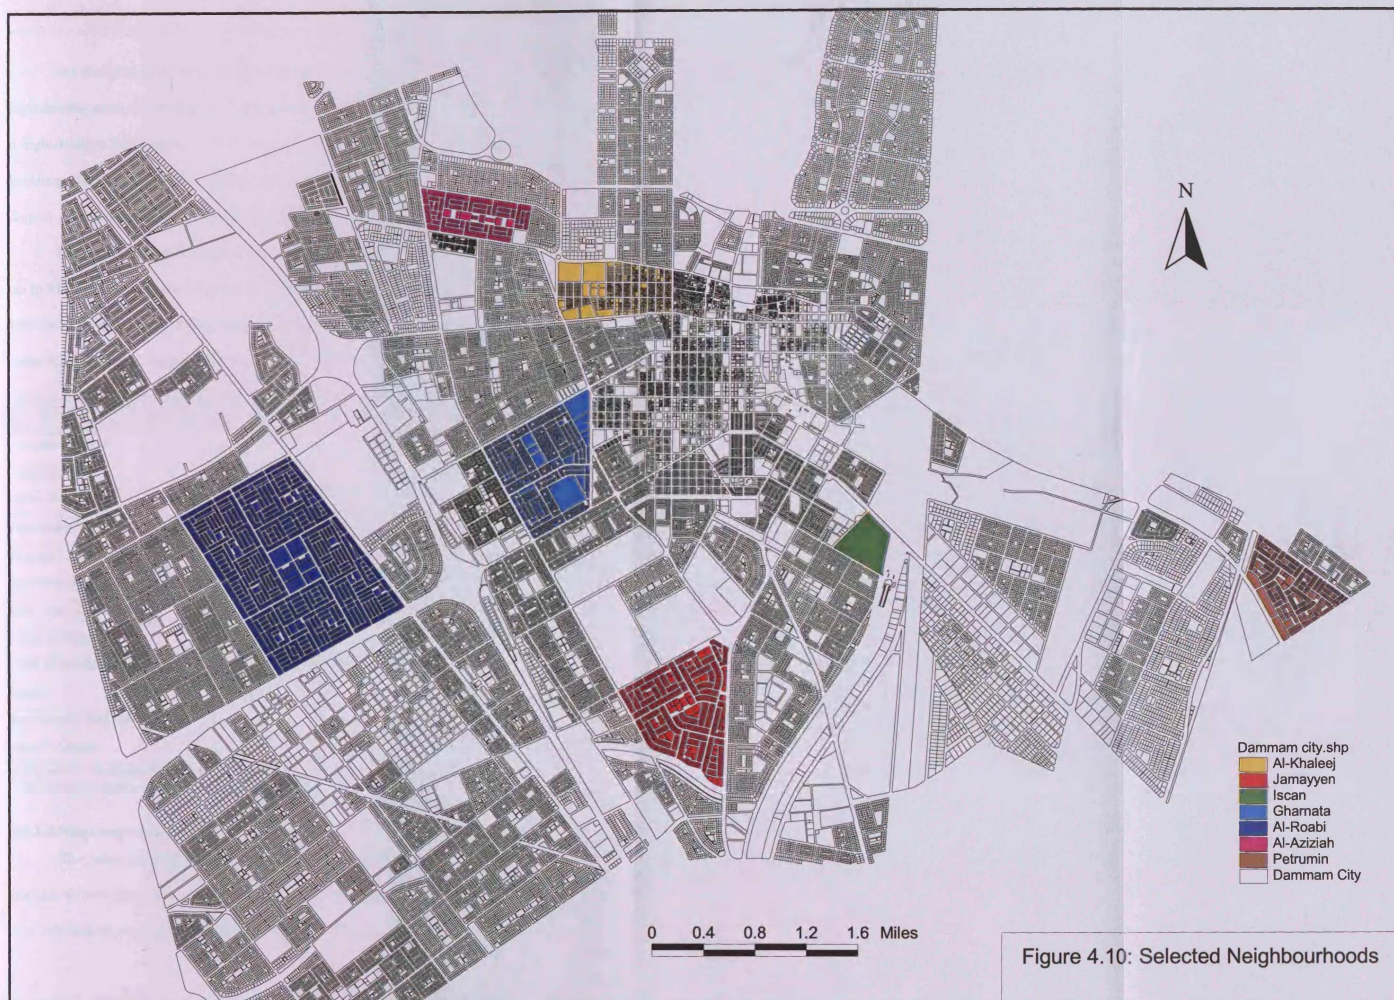 N
Dammam city.shp
Al-Khaleej
Jamayyen
Iscan
Gharnata
Al-Roabi
Al-Aziziah
Petrumin
Dammam City
0 0.4 0.8 1.2 1.6 Miles
Figure 4.10: Selected Neighbourhoods